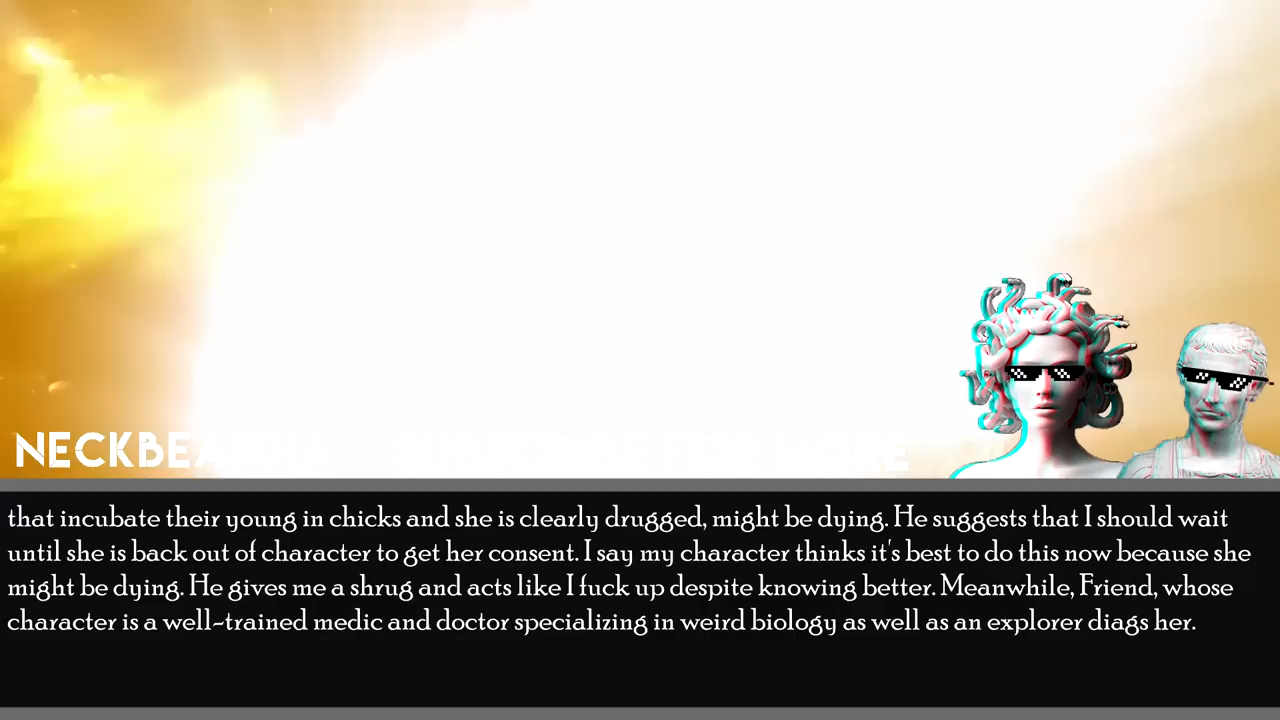 NECKBEARDIA SUBSCRIBE FOR MORE
that incubate their young in chicks and she is clearly drugged, might be dying. He suggests that I should wait
until she is back out of character to get her consent. I say my character thinks it's best to do this now because she
might be dying. He gives me a shrug and acts like I fuck up despite knowing better. Meanwhile, Friend, whose
character is a well-trained medic and doctor specializing in weird biology as well as an explorer diags her.